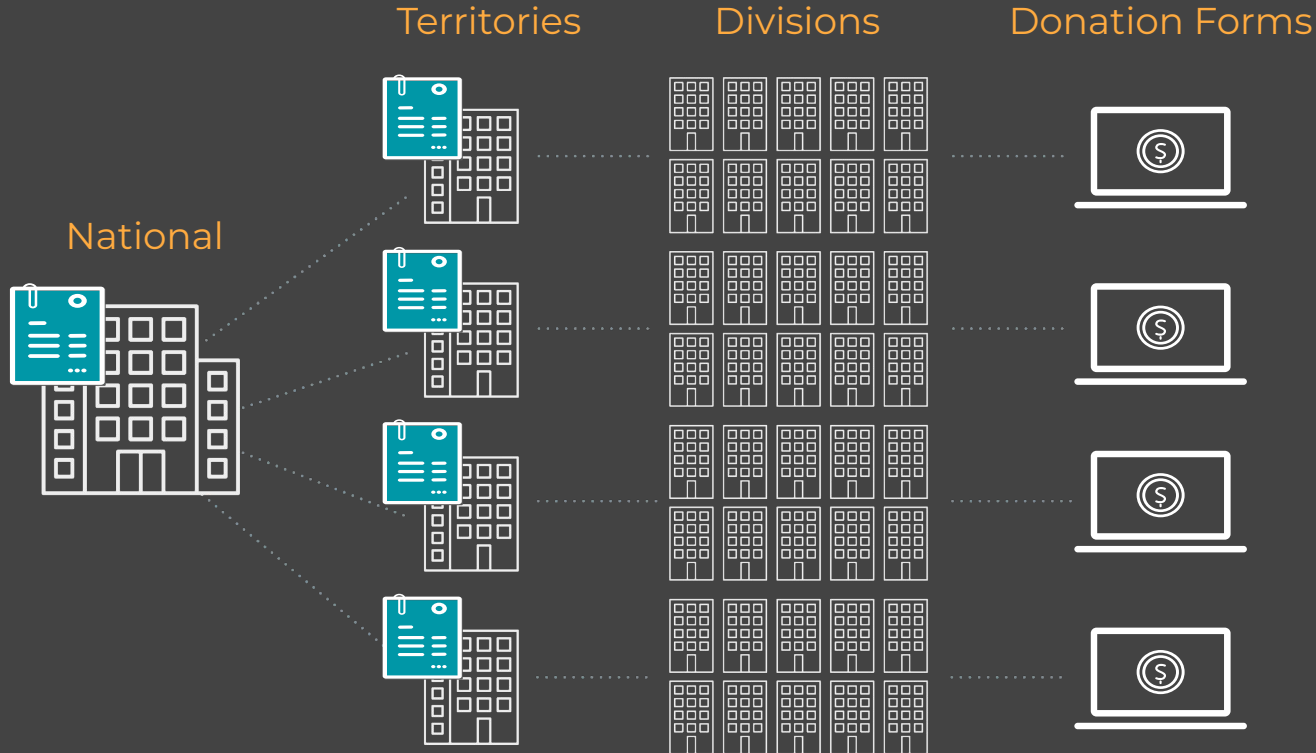 Territories
Divisions
Donation Forms
National
$
$
$
$